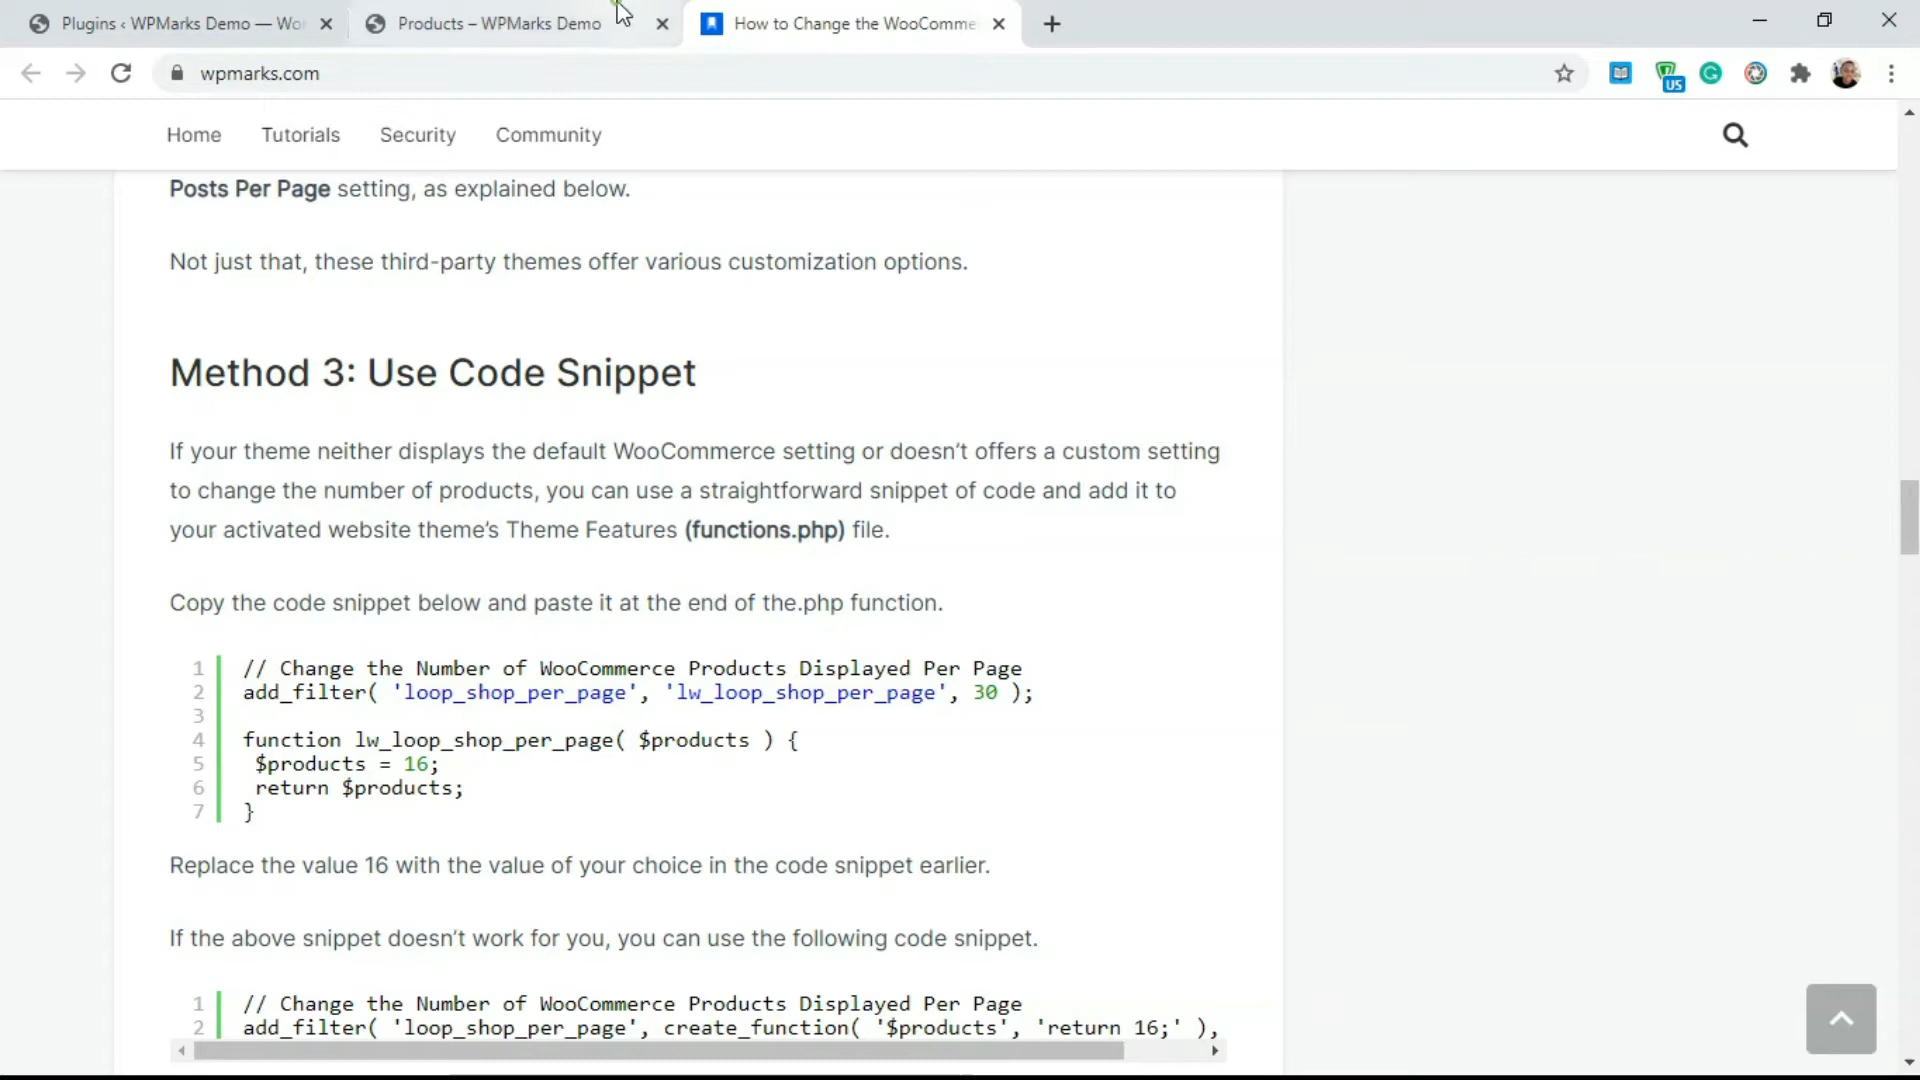 Plugins ‹ WPMarks Demo — Wor
Products – WPMarks Demo
How to Change the WooComme
wpmarks.com
US
Home
Tutorials
Security
Community
Posts Per Page setting, as explained below.
Not just that, these third-party themes offer various customization options.
Method 3: Use Code Snippet
If your theme neither displays the default WooCommerce setting or doesn’t offers a custom setting
to change the number of products, you can use a straightforward snippet of code and add it to
your activated website theme’s Theme Features (functions.php) file.
Copy the code snippet below and paste it at the end of the.php function.
1 // Change the Number of WooCommerce Products Displayed Per Page
2 add_filter( 'loop_shop_per_page', 'lw_loop_shop_per_page', 30 );
3
4 function lw_loop_shop_per_page( $products ) {
5 $products = 16;
6 return $products;
7 }
Replace the value 16 with the value of your choice in the code snippet earlier.
If the above snippet doesn’t work for you, you can use the following code snippet.
1 // Change the Number of WooCommerce Products Displayed Per Page
2 add_filter( 'loop_shop_per_page', create_function( '$products', 'return 16;' ),